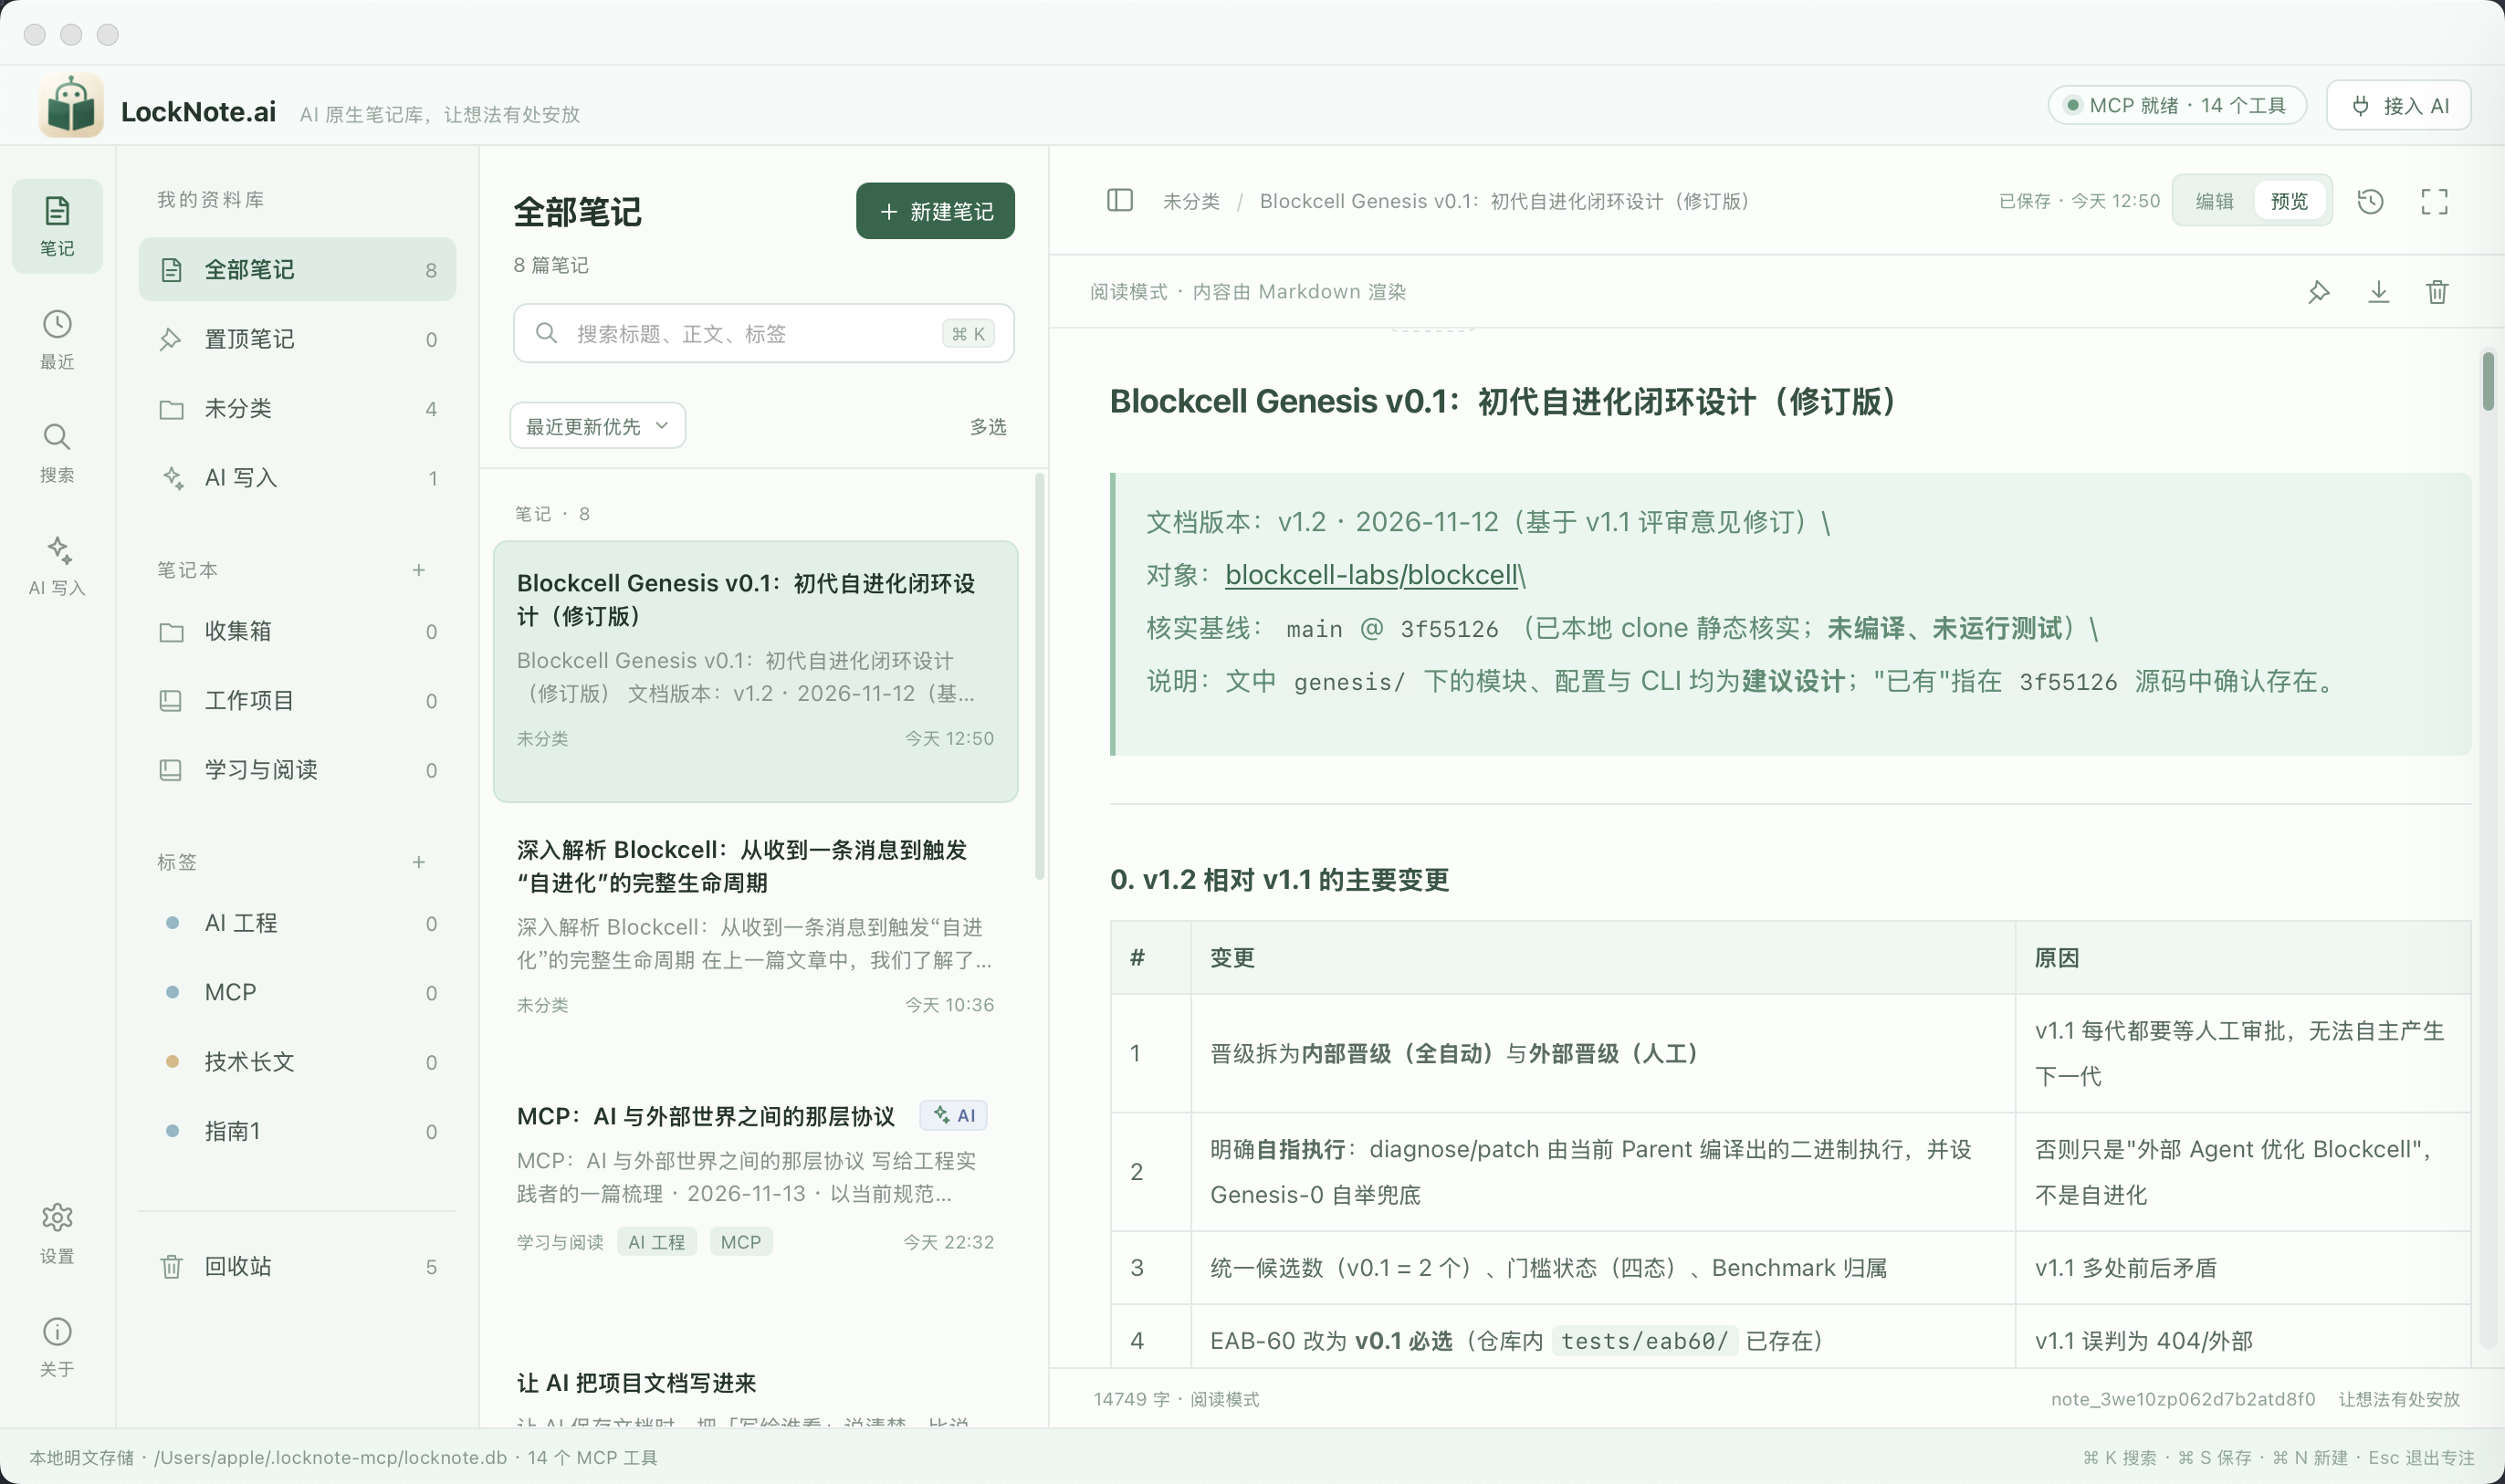 LockNote.ai AI 原生笔记库，让想法有处安放
MCP 就绪 · 14 个工具
接入 AI
笔记
最近
搜索
AI 写入
设置
关于
我的资料库
全部笔记 8
置顶笔记 0
未分类 4
AI 写入 1
笔记本 +
收集箱 0
工作项目 0
学习与阅读 0
标签 +
AI 工程 0
MCP 0
技术长文 0
指南1 0
回收站 5
全部笔记
+ 新建笔记
8 篇笔记
搜索标题、正文、标签 ⌘ K
最近更新优先
多选
笔记 · 8
Blockcell Genesis v0.1：初代自进化闭环设
计（修订版）
Blockcell Genesis v0.1：初代自进化闭环设计
（修订版） 文档版本：v1.2 · 2026-11-12（基...
未分类 今天 12:50
深入解析 Blockcell：从收到一条消息到触发
“自进化”的完整生命周期
深入解析 Blockcell：从收到一条消息到触发“自进
化”的完整生命周期 在上一篇文章中，我们了解了...
未分类 今天 10:36
MCP：AI 与外部世界之间的那层协议 AI
MCP：AI 与外部世界之间的那层协议 写给工程实
践者的一篇梳理 · 2026-11-13 · 以当前规范...
学习与阅读 AI 工程 MCP 今天 22:32
让 AI 把项目文档写进来
让 AI 保存文档时，把「写给谁看」说清楚，比说
未分类 / Blockcell Genesis v0.1：初代自进化闭环设计（修订版）
已保存 · 今天 12:50
编辑 预览
阅读模式 · 内容由 Markdown 渲染
Blockcell Genesis v0.1：初代自进化闭环设计（修订版）
文档版本：v1.2 · 2026-11-12（基于 v1.1 评审意见修订）\
对象：blockcell-labs/blockcell\
核实基线： main @ 3f55126 （已本地 clone 静态核实；未编译、未运行测试）\
说明：文中 genesis/ 下的模块、配置与 CLI 均为建议设计；"已有"指在 3f55126 源码中确认存在。
0. v1.2 相对 v1.1 的主要变更
# 变更 原因
1 晋级拆为内部晋级（全自动）与外部晋级（人工） v1.1 每代都要等人工审批，无法自主产生
下一代
2 明确自指执行：diagnose/patch 由当前 Parent 编译出的二进制执行，并设
Genesis-0 自举兜底
否则只是"外部 Agent 优化 Blockcell"，
不是自进化
3 统一候选数（v0.1 = 2 个）、门槛状态（四态）、Benchmark 归属 v1.1 多处前后矛盾
4 EAB-60 改为 v0.1 必选（仓库内 tests/eab60/ 已存在） v1.1 误判为 404/外部
14749 字 · 阅读模式
note_3we10zp062d7b2atd8f0 让想法有处安放
本地明文存储 · /Users/apple/.locknote-mcp/locknote.db · 14 个 MCP 工具
⌘ K 搜索 · ⌘ S 保存 · ⌘ N 新建 · Esc 退出专注